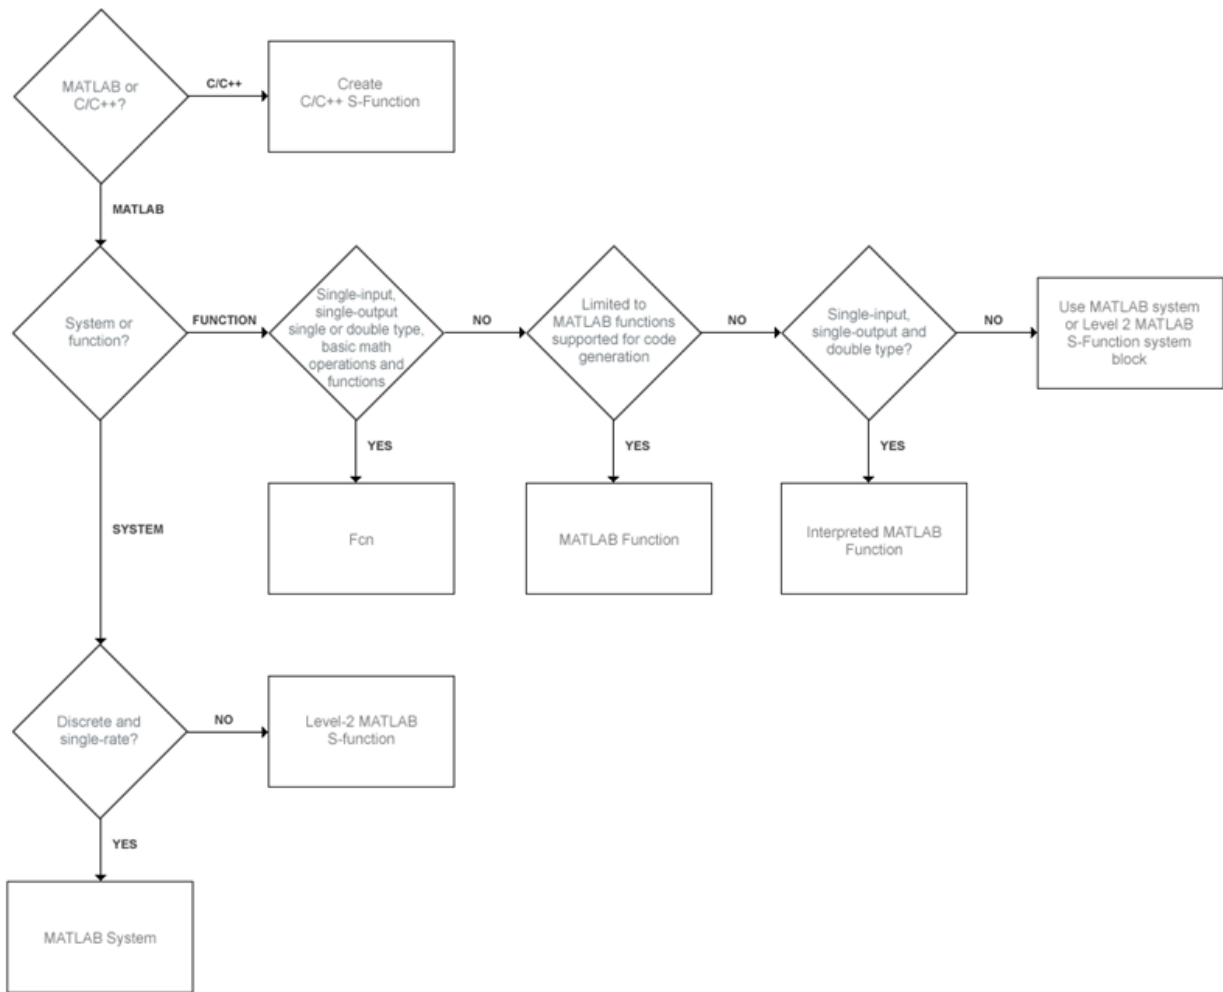 MATLAB or
C/C++?
C/C++
Create
C/C++ S-Function
MATLAB
System or
function?
FUNCTION
Single-input,
single-output
single or double type,
basic math
operations and
functions
NO
Limited to
MATLAB functions
supported for code
generation
NO
Single-input,
single-output and
double type?
NO
Use MATLAB system
or Level 2 MATLAB
S-Function system
block
YES
YES
YES
Fcn
MATLAB Function
Interpreted MATLAB
Function
SYSTEM
Discrete and
single-rate?
NO
Level-2 MATLAB
S-function
YES
MATLAB System